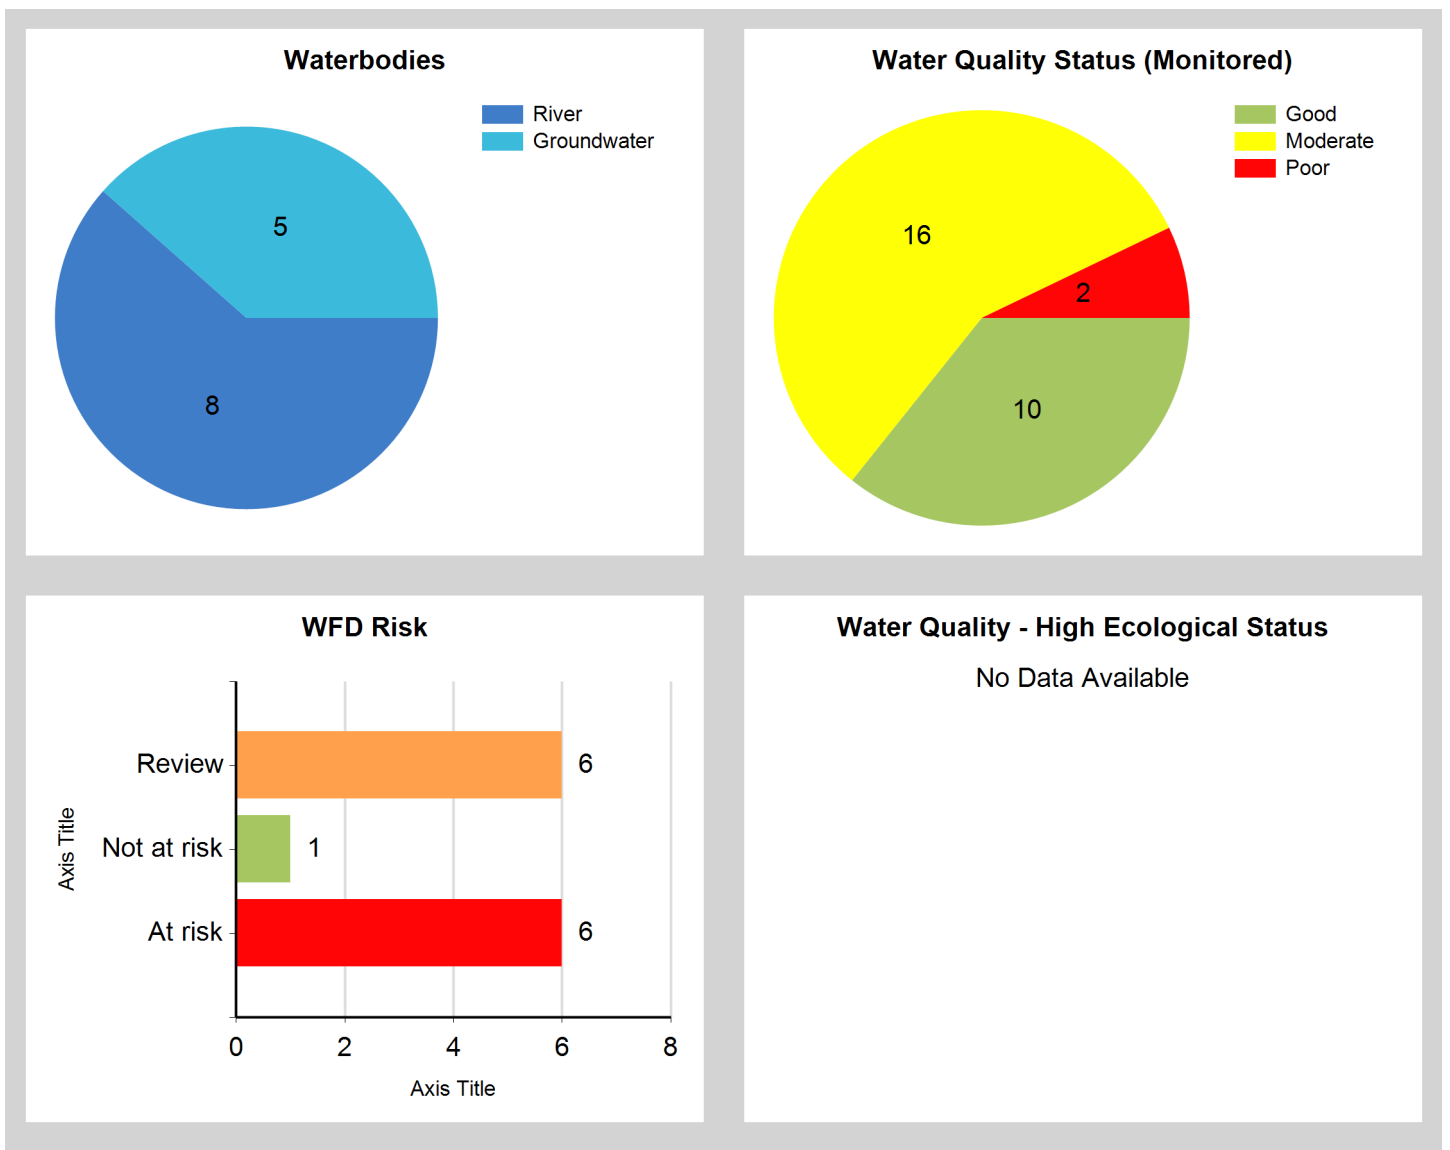 Waterbodies
River
Groundwater
5
8
Water Quality Status (Monitored)
Good
Moderate
Poor
16
2
10
WFD Risk
Review
6
Not at risk
1
At risk
6
Axis Title
0 2 4 6 8
Axis Title
Water Quality - High Ecological Status
No Data Available